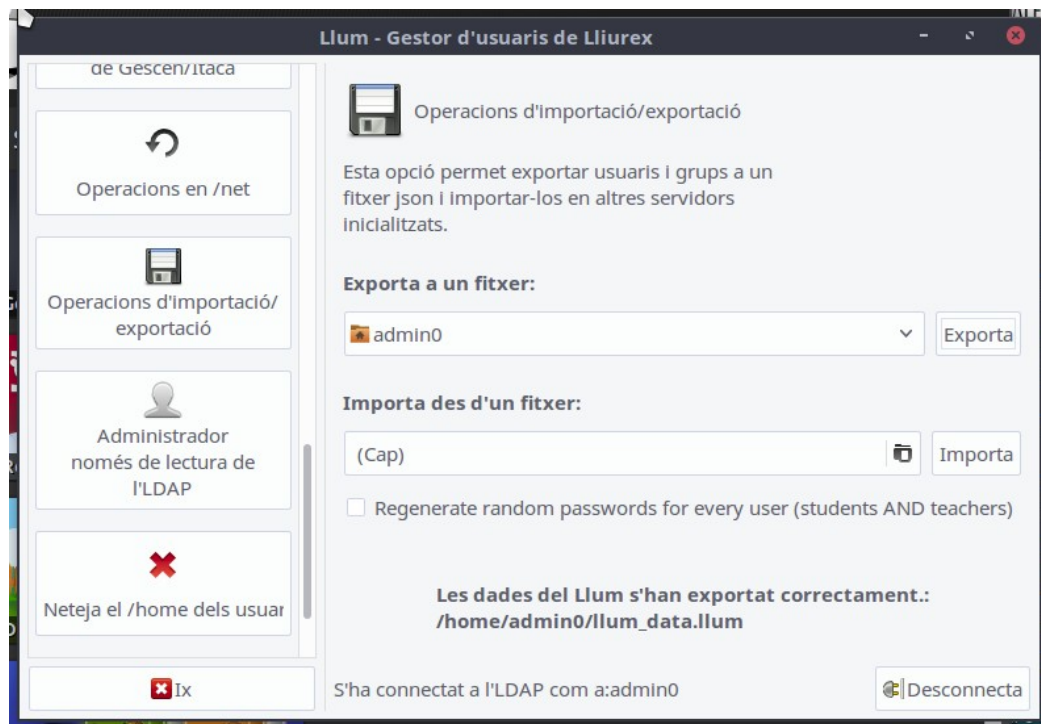 Llum - Gestor d'usuaris de Lliurex
de Gescen/Itaca
Operacions en /net
Operacions d'importació/
exportació
Administrador
només de lectura de
l'LDAP
Neteja el /home dels usuar
Ix
Operacions d'importació/exportació
Esta opció permet exportar usuaris i grups a un
fitxer json i importar-los en altres servidors
inicialitzats.
Exporta a un fitxer:
admin0
Exporta
Importa des d'un fitxer:
(Cap)
Importa
Regenerate random passwords for every user (students AND teachers)
Les dades del Llum s'han exportat correctament.:
/home/admin0/llum_data.llum
S'ha connectat a l'LDAP com a:admin0
Desconnecta